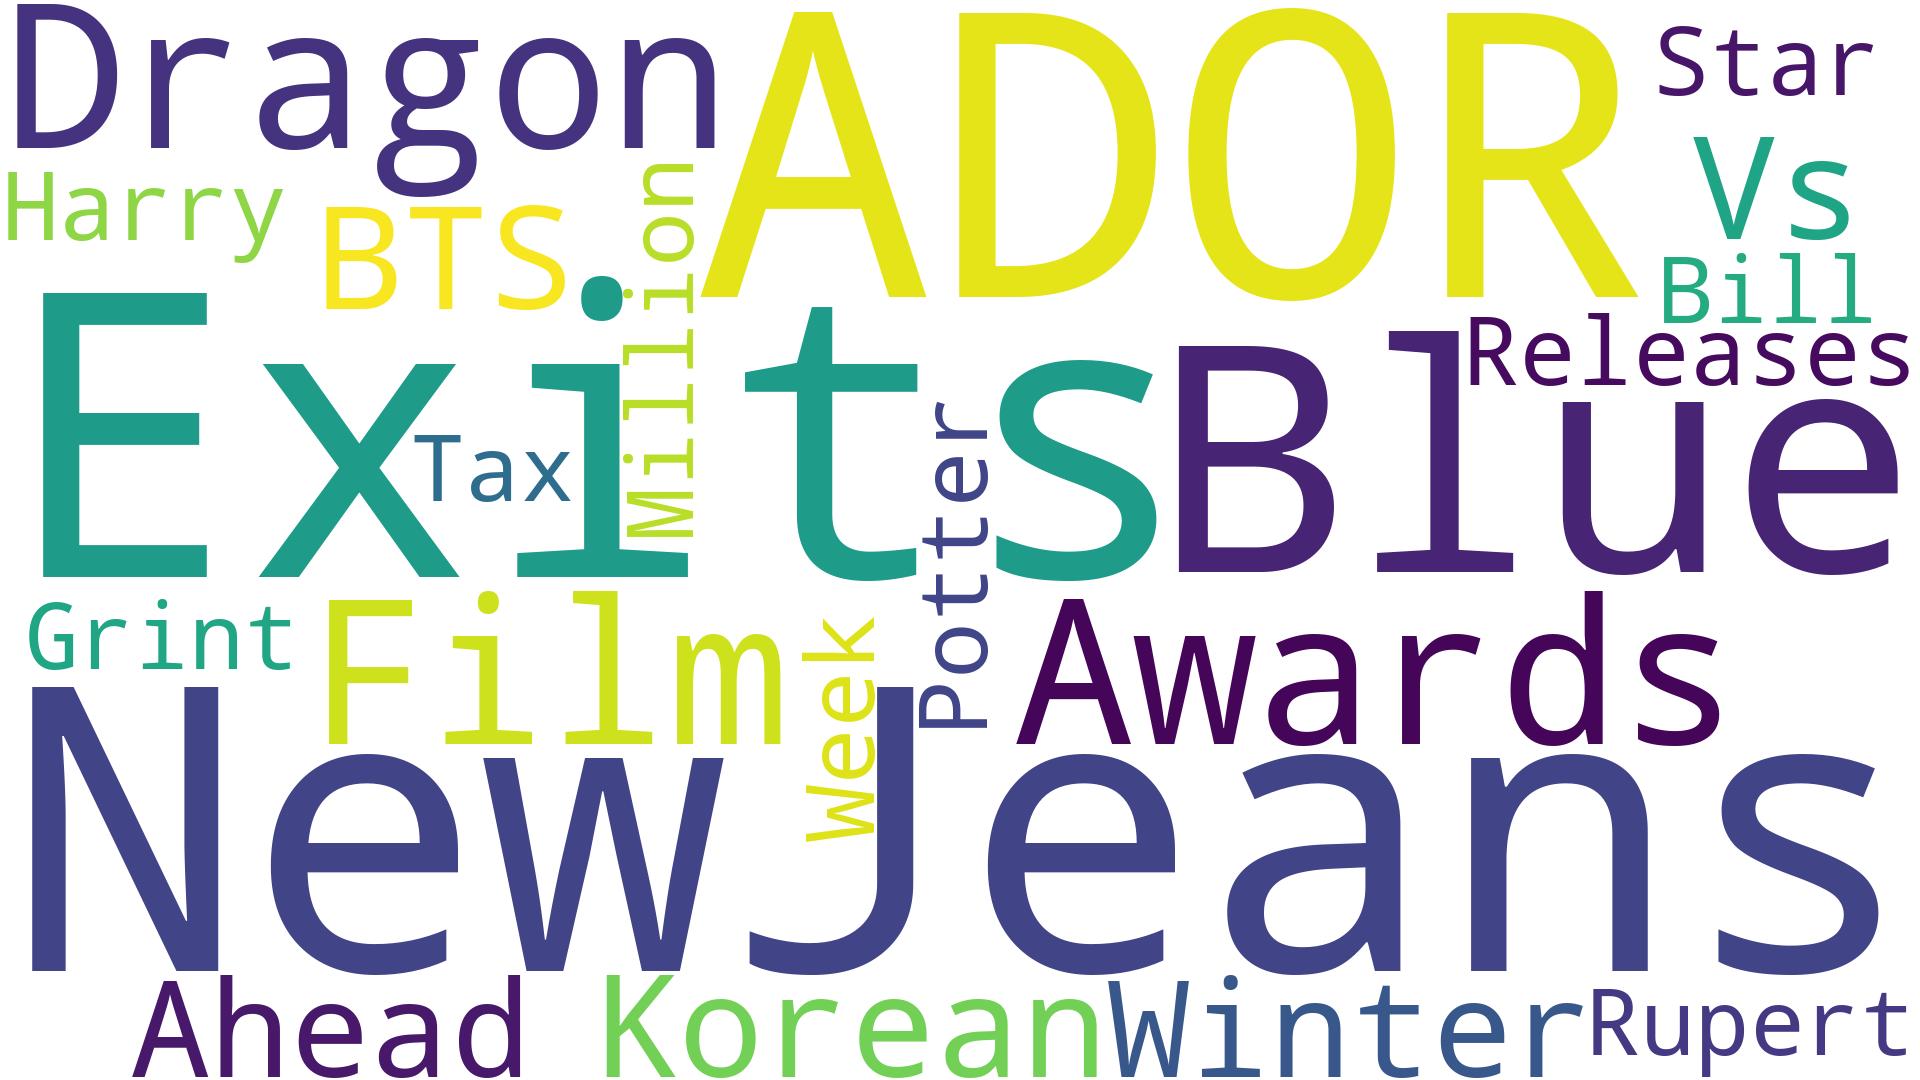 Dragon
ADOR
Star
Harry
BTS
Million
Vs
Bill
Exits
Blue
Releases
Tax
Potter
Grint
Film
Week
Awards
NewJeans
Ahead
Korean
Winter
Rupert